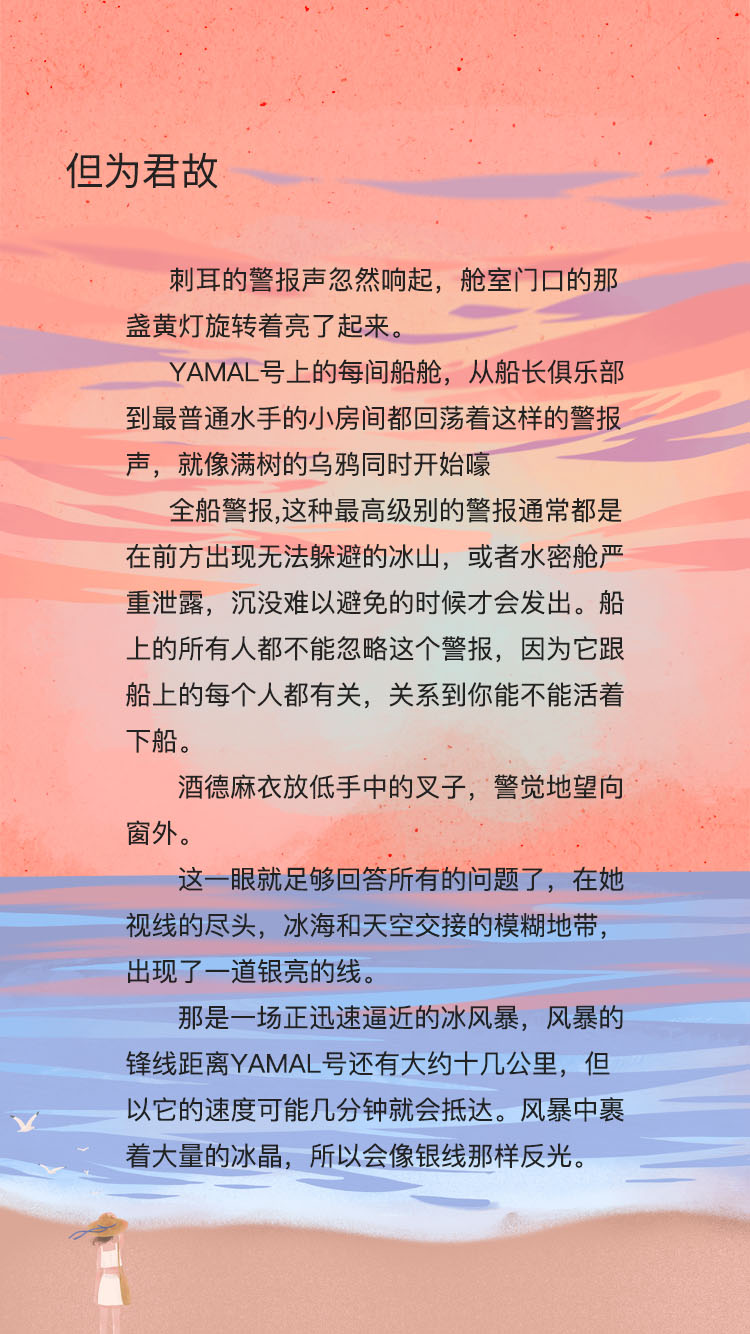 但为君故
刺耳的警报声忽然响起，舱室门口的那
盏黄灯旋转着亮了起来。
YAMAL号上的每间船舱，从船长俱乐部
到最普通水手的小房间都回荡着这样的警报
声，就像满树的乌鸦同时开始嚎
全船警报,这种最高级别的警报通常都是
在前方出现无法躲避的冰山，或者水密舱严
重泄露，沉没难以避免的时候才会发出。船
上的所有人都不能忽略这个警报，因为它跟
船上的每个人都有关，关系到你能不能活着
下船。
酒德麻衣放低手中的叉子，警觉地望向
窗外。
这一眼就足够回答所有的问题了，在她
视线的尽头，冰海和天空交接的模糊地带，
出现了一道银亮的线。
那是一场正迅速逼近的冰风暴，风暴的
锋线距离YAMAL号还有大约十几公里，但
以它的速度可能几分钟就会抵达。风暴中裹
着大量的冰晶，所以会像银线那样反光。